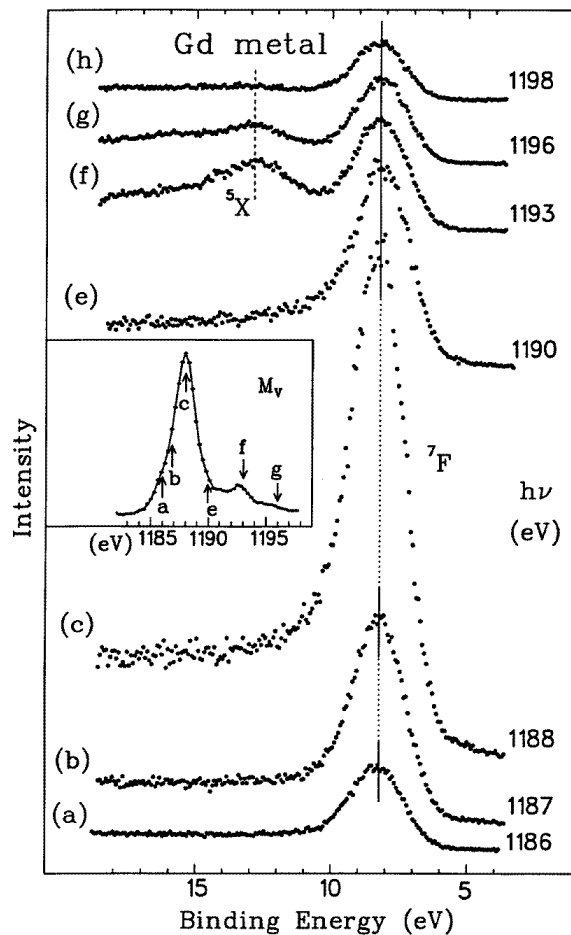 Gd metal
(h)
1198
(g)
1196
(f)
⁵X
1193
(e)
1190
Intensity
M_V
c
b
a
f
g
e
(eV) 1185 1190 1195
⁷F
hν
(eV)
(c)
1188
(b)
1187
(a)
1186
15 10 5
Binding Energy (eV)